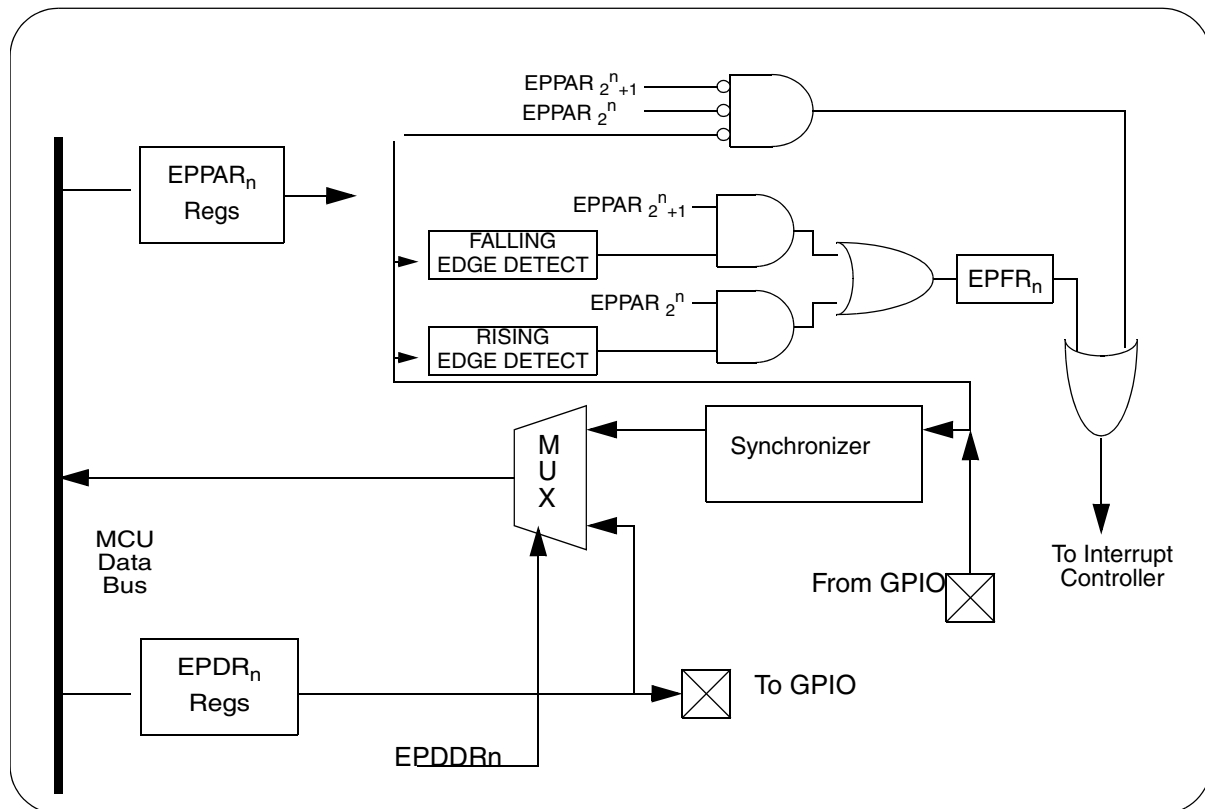 EPPAR 2n+1
EPPAR 2n
EPPARn
Regs
EPPAR 2n+1
FALLING
EDGE DETECT
EPFRn
EPPAR 2n
RISING
EDGE DETECT
MUX
Synchronizer
MCU
Data
Bus
To Interrupt
Controller
From GPIO
EPDRn
Regs
To GPIO
EPDDRn